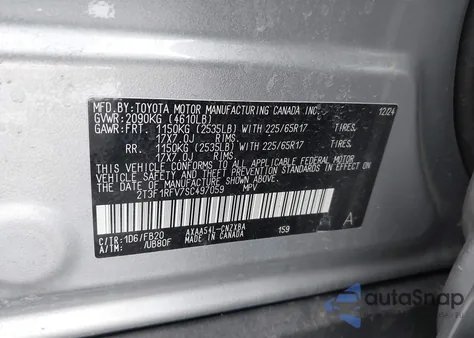 MFD.BY:TOYOTA MOTOR MANUFACTURING CANADA INC. 12/24
GVWR: 2090KG (4610LB)
GAWR:FRT. 1150KG (2535LB) WITH 225/65R17 TIRES,
17X7.0J RIMS,
RR. 1150KG (2535LB) WITH 225/65R17 TIRES,
17X7.0J RIMS,
THIS VEHICLE CONFORMS TO ALL APPLICABLE FEDERAL MOTOR
VEHICLE SAFETY AND THEFT PREVENTION STANDARDS IN EFFECT
ON THE DATE OF MANUFACTURE SHOWN ABOVE.
2T3F1RFV7SC497059 MPV
A A
C/TR:1D6/FB20 AXAA54L-CNZXBA 159
A/TM: /UB80F MADE IN CANADA
autoSnap